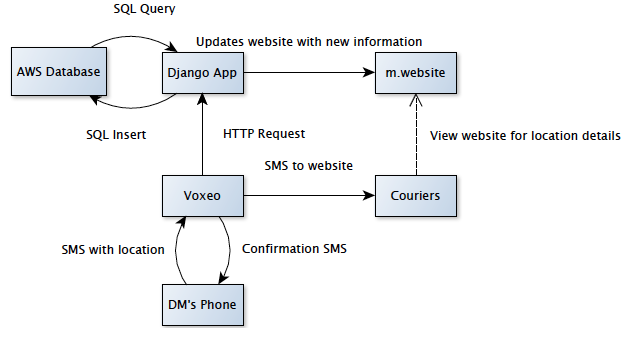 SQL Query
Updates website with new information
AWS Database
Django App
m.website
SQL Insert
HTTP Request
View website for location details
SMS to website
Voxeo
Couriers
SMS with location
Confirmation SMS
DM's Phone